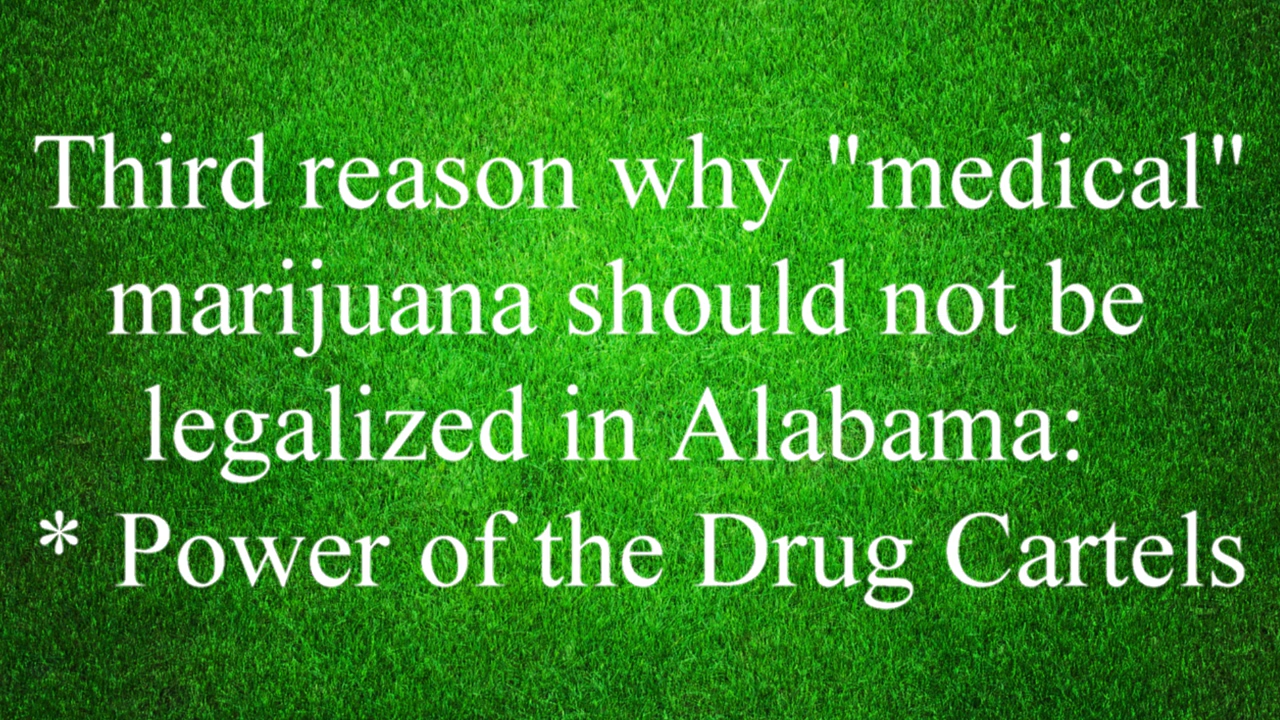 Third reason why "medical"
marijuana should not be
legalized in Alabama:
* Power of the Drug Cartels